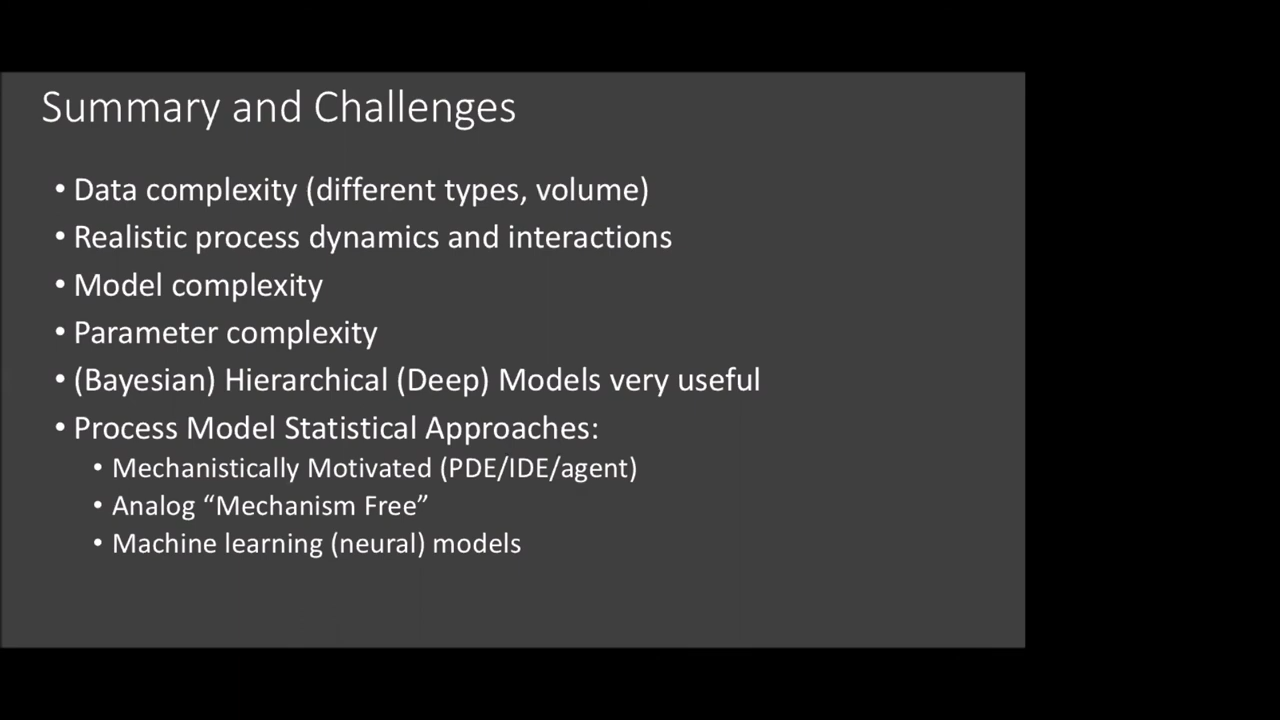 Summary and Challenges
• Data complexity (different types, volume)
• Realistic process dynamics and interactions
• Model complexity
• Parameter complexity
• (Bayesian) Hierarchical (Deep) Models very useful
• Process Model Statistical Approaches:
• Mechanistically Motivated (PDE/IDE/agent)
• Analog “Mechanism Free”
• Machine learning (neural) models